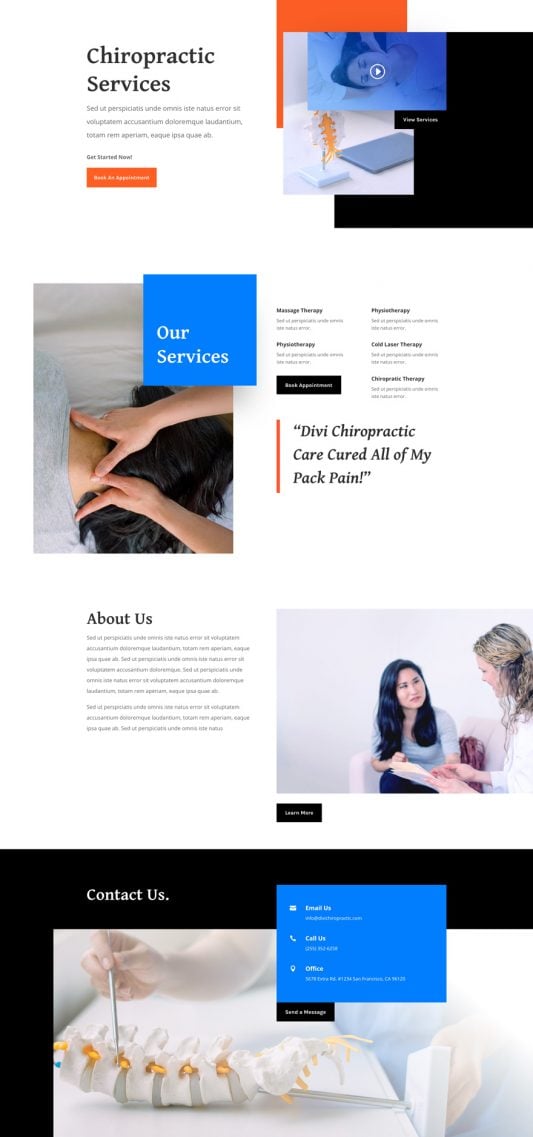 Chiropractic
Services
Sed ut perspiciatis unde omnis iste natus error sit
voluptatem accusantium doloremque laudantium,
totam rem aperiam, eaque ipsa quae ab.
Get Started Now!
Book An Appointment
View Services
Our
Services
Massage Therapy
Sed ut perspiciatis unde omnis
iste natus error.
Physiotherapy
Sed ut perspiciatis unde omnis
iste natus error.
Physiotherapy
Sed ut perspiciatis unde omnis
iste natus error.
Cold Laser Therapy
Sed ut perspiciatis unde omnis
iste natus error.
Book Appointment
Chiropratic Therapy
Sed ut perspiciatis unde omnis
iste natus error.
“Divi Chiropractic
Care Cured All of My
Pack Pain!”
About Us
Sed ut perspiciatis unde omnis iste natus error sit voluptatem
accusantium doloremque laudantium, totam rem aperiam, eaque
ipsa quae ab. Sed ut perspiciatis unde omnis iste natus error sit
voluptatem accusantium doloremque. Sed ut perspiciatis unde
omnis iste natus error sit voluptatem accusantium doloremque
laudantium, totam rem aperiam, eaque ipsa quae ab.
Sed ut perspiciatis unde omnis iste natus error sit voluptatem
accusantium doloremque laudantium, totam rem aperiam, eaque
ipsa quae ab. Sed ut perspiciatis unde omnis iste natus
Learn More
Contact Us.
Email Us
info@divichiropractic.com
Call Us
(255) 352-6258
Office
5678 Extra Rd. #1234 San Francisco, CA 96120
Send a Message